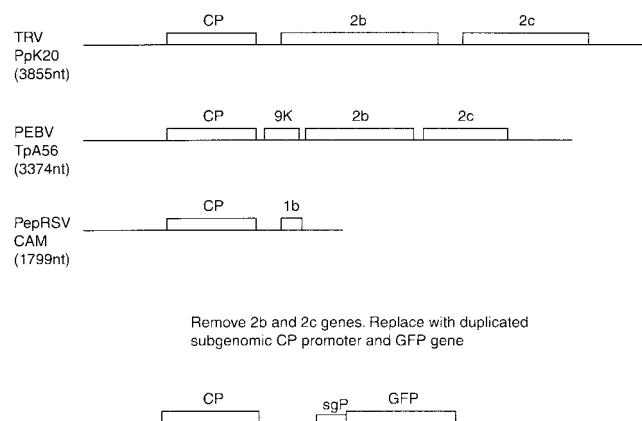 CP 2b 2c
TRV
PpK20
(3855nt)
CP 9K 2b 2c
PEBV
TpA56
(3374nt)
CP 1b
PepRSV
CAM
(1799nt)
Remove 2b and 2c genes. Replace with duplicated
subgenomic CP promoter and GFP gene
CP sgP GFP